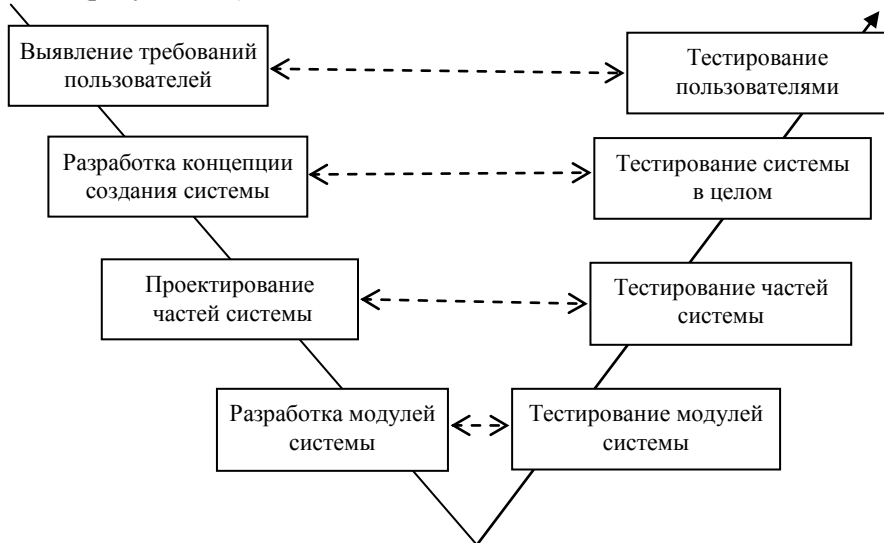 Выявление требований
пользователей
Тестирование
пользователями
Разработка концепции
создания системы
Тестирование системы
в целом
Проектирование
частей системы
Тестирование частей
системы
Разработка модулей
системы
Тестирование модулей
системы